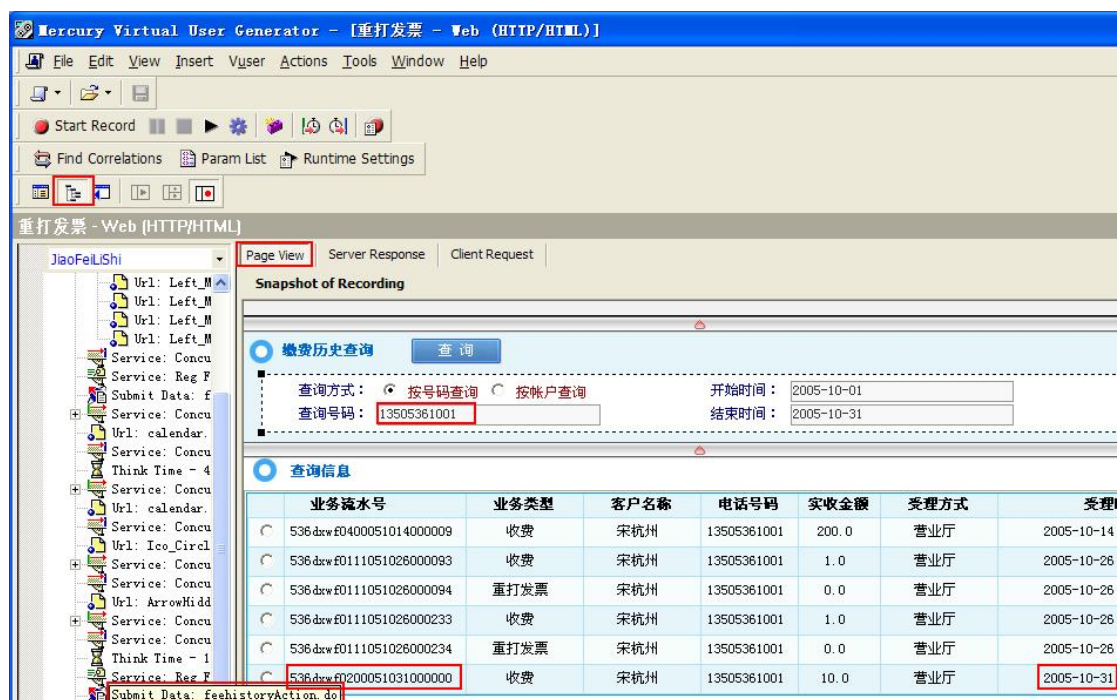 Mercury Virtual User Generator - [重打发票 - Web (HTTP/HTML)]
File Edit View Insert Vuser Actions Tools Window Help
Start Record
Find Correlations Param List Runtime Settings
重打发票 - Web (HTTP/HTML)
JiaoFeiLiShi
Page View Server Response Client Request
Snapshot of Recording
Url: Left_M
Url: Left_M
Url: Left_M
Url: Left_M
Service: Concu
Service: Reg F
Submit Data: f
Service: Concu
Url: calendar.
Service: Concu
Think Time - 4
Service: Concu
Url: calendar.
Service: Concu
Url: Ico_Circl
Service: Concu
Service: Concu
Url: ArrowHidd
Service: Concu
Service: Concu
Think Time - 1
Service: Reg F
Submit Data: feehistoryAction.do
缴费历史查询 查 询
查询方式： 按号码查询 按帐户查询 开始时间： 2005-10-01
查询号码： 13505361001 结束时间： 2005-10-31
查询信息
业务流水号 业务类型 客户名称 电话号码 实收金额 受理方式 受理
536dxwf0400051014000009 收费 宋杭州 13505361001 200.0 营业厅 2005-10-14
536dxwf0111051026000093 收费 宋杭州 13505361001 1.0 营业厅 2005-10-26
536dxwf0111051026000094 重打发票 宋杭州 13505361001 0.0 营业厅 2005-10-26
536dxwf0111051026000233 收费 宋杭州 13505361001 1.0 营业厅 2005-10-26
536dxwf0111051026000234 重打发票 宋杭州 13505361001 0.0 营业厅 2005-10-26
536dxwf0200051031000000 收费 宋杭州 13505361001 10.0 营业厅 2005-10-31